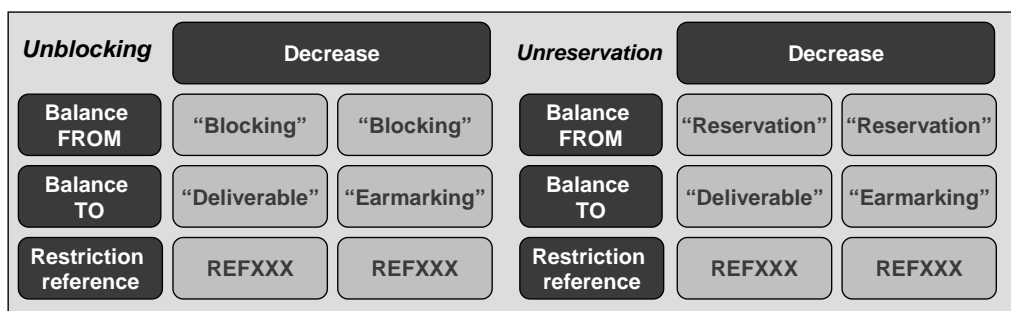 Unblocking
Decrease
Balance
FROM
“Blocking”
“Blocking”
Balance
TO
“Deliverable”
“Earmarking”
Restriction
reference
REFXXX
REFXXX
Unreservation
Decrease
Balance
FROM
“Reservation”
“Reservation”
Balance
TO
“Deliverable”
“Earmarking”
Restriction
reference
REFXXX
REFXXX